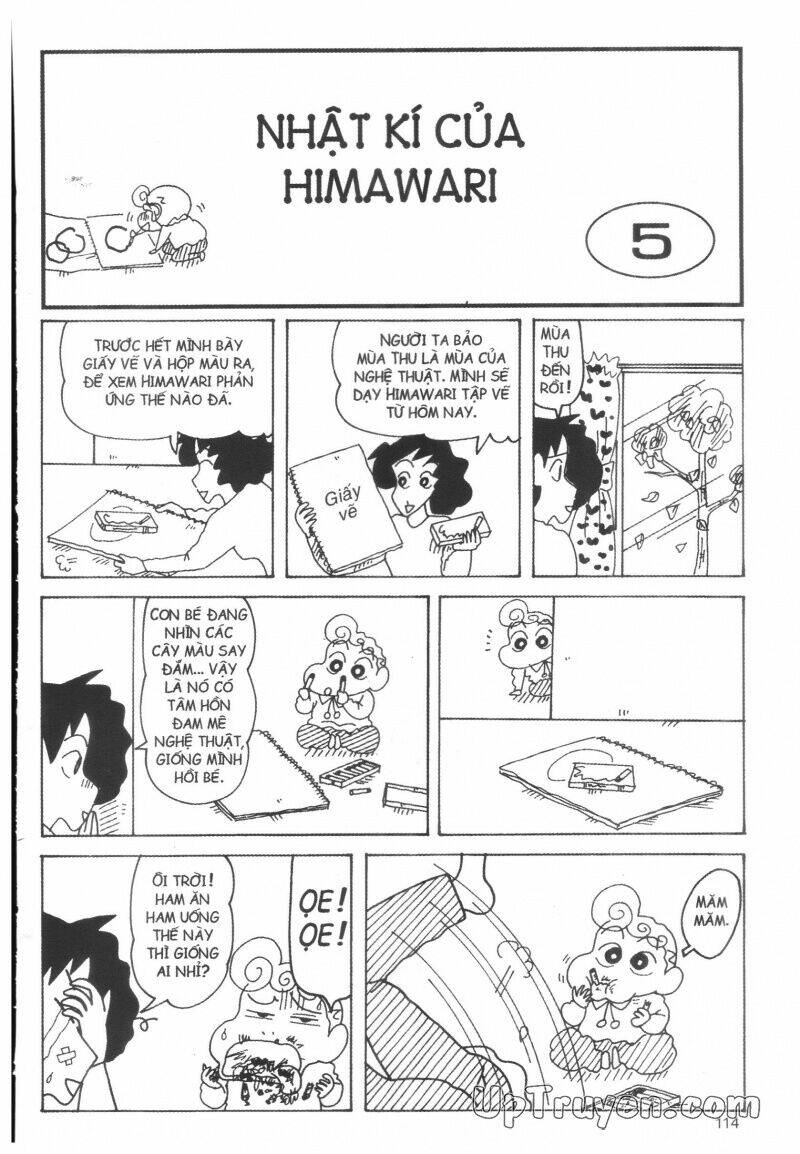 NHẬT KÍ CỦA
HIMAWARI
5
MÙA
THU
ĐẾN
RỒI!
NGƯỜI TA BẢO
MÙA THU LÀ MÙA CỦA
NGHỆ THUẬT. MÌNH SẼ
DẠY HIMAWARI TẬP VẼ
TỪ HÔM NAY.
Giấy
vẽ
TRƯỚC HẾT MÌNH BÀY
GIẤY VẼ VÀ HỘP MÀU RA,
ĐỂ XEM HIMAWARI PHẢN
ỨNG THẾ NÀO ĐÃ.
CON BÉ ĐANG
NHÌN CÁC
CÂY MÀU SAY
ĐẮM... VẬY
LÀ NÓ CÓ
TÂM HỒN
ĐAM MÊ
NGHỆ THUẬT,
GIỐNG MÌNH
HỒI BÉ.
MĂM
MĂM.
ỌE!
ỌE!
ÔI TRỜI!
HAM ĂN
HAM UỐNG
THẾ NÀY
THÌ GIỐNG
AI NHỈ?
UpTruyen.com
114